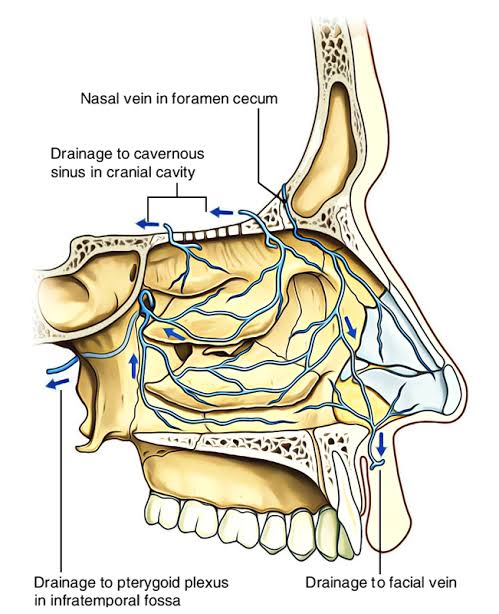 Nasal vein in foramen cecum
Drainage to cavernous
sinus in cranial cavity
Drainage to pterygoid plexus
in infratemporal fossa
Drainage to facial vein